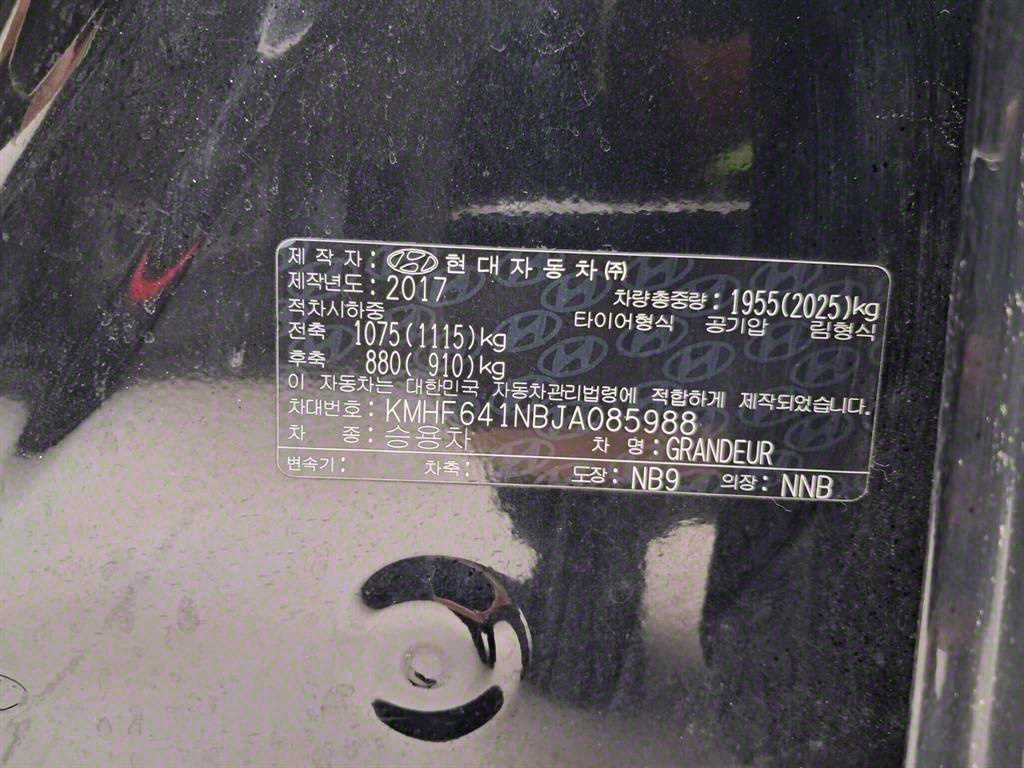 제 작 자 : 현대자동차㈜
제작년도 : 2017
차량총중량 : 1955(2025)kg
적차시하중
타이어형식 공기압 림형식
전축 1075(1115)kg
후축 880( 910)kg
이 자동차는 대한민국 자동차관리법령에 적합하게 제작되었습니다.
차대번호 : KMHF641NBJA085988
차 종 : 승용차 차 명 : GRANDEUR
변속기 : 차축 : 도장 : NB9 의장 : NNB